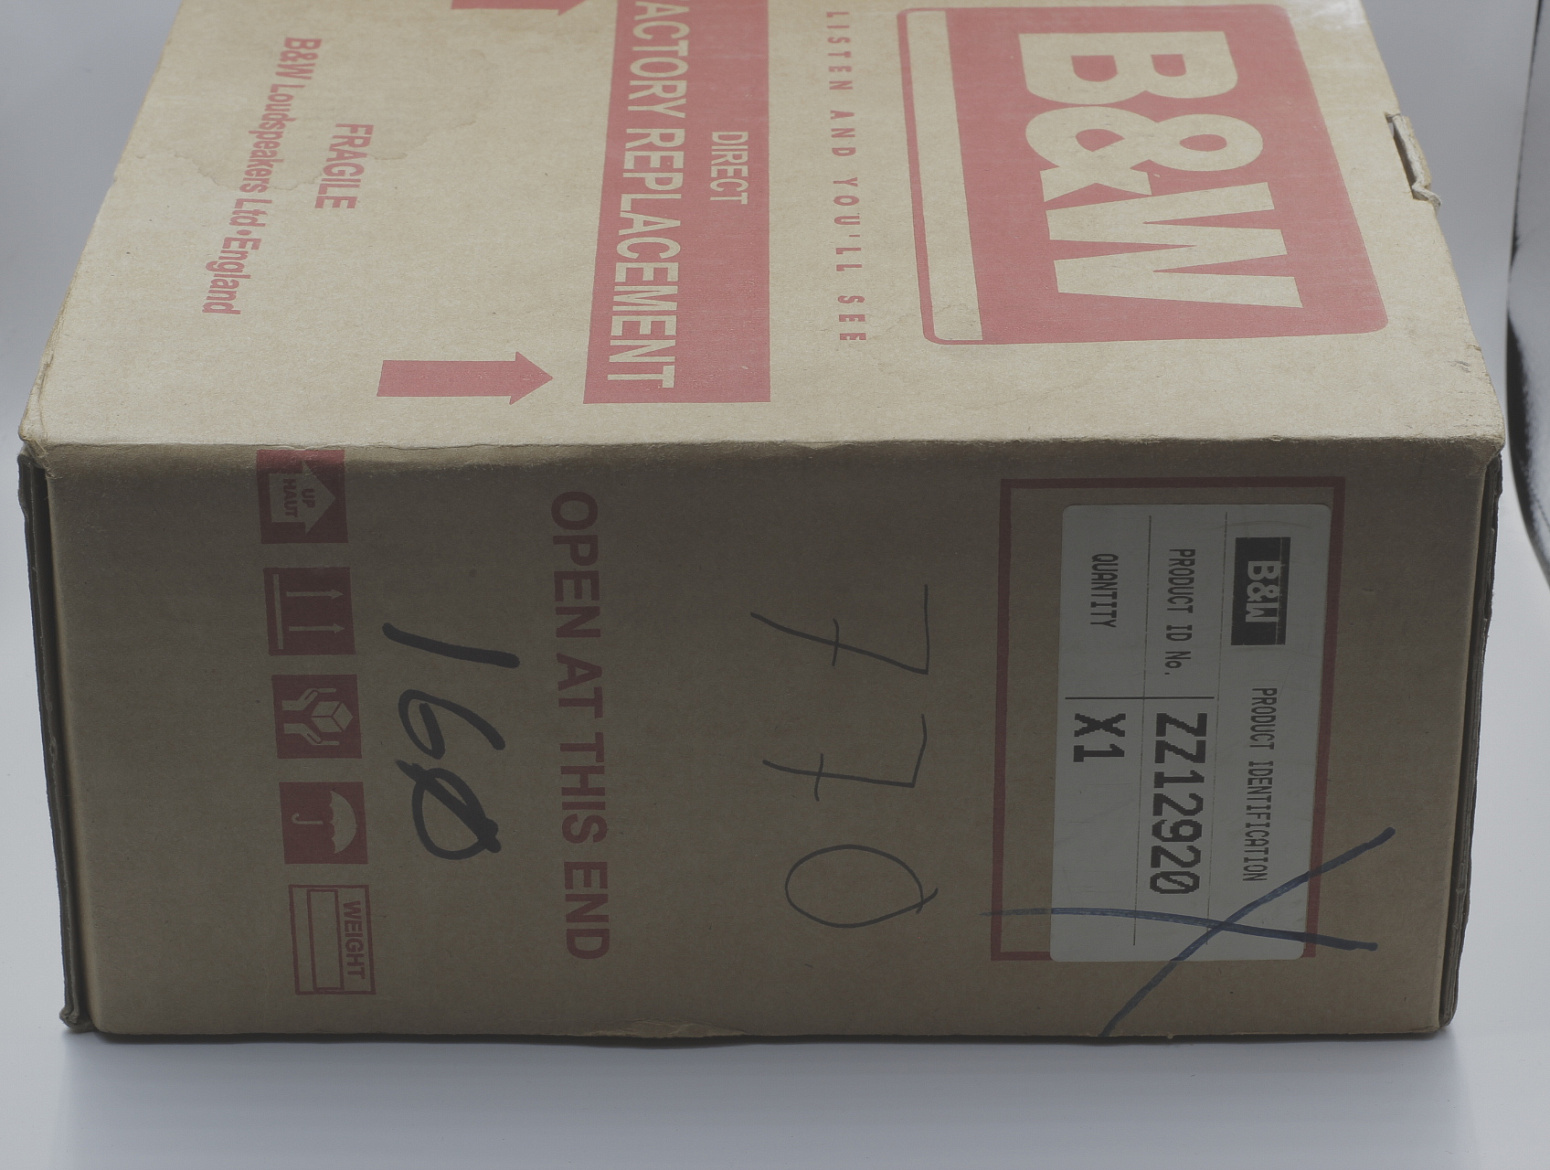 B&W
LISTEN AND YOU'LL SEE
DIRECT
ACTORY REPLACEMENT
FRAGILE
B&W Loudspeakers Ltd•England
B&W PRODUCT IDENTIFICATION
PRODUCT ID No. ZZ12920
QUANTITY X1
770
OPEN AT THIS END
160
UP
HAUT
WEIGHT